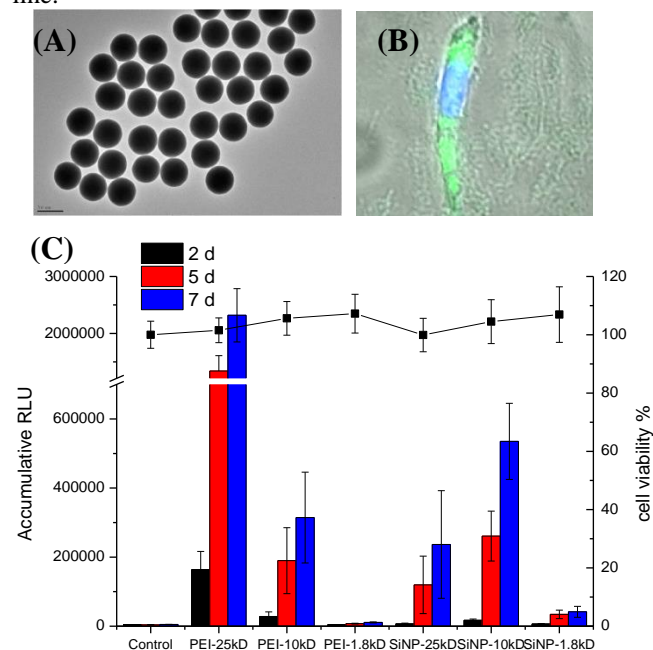 (A)
(B)
(C)
2 d
5 d
7 d
3000000
2000000
600000
400000
200000
0
Accumulative RLU
120
100
80
60
40
20
0
cell viability %
Control PEI-25kD PEI-10kD PEI-1.8kD SiNP-25kD SiNP-10kD SiNP-1.8kD